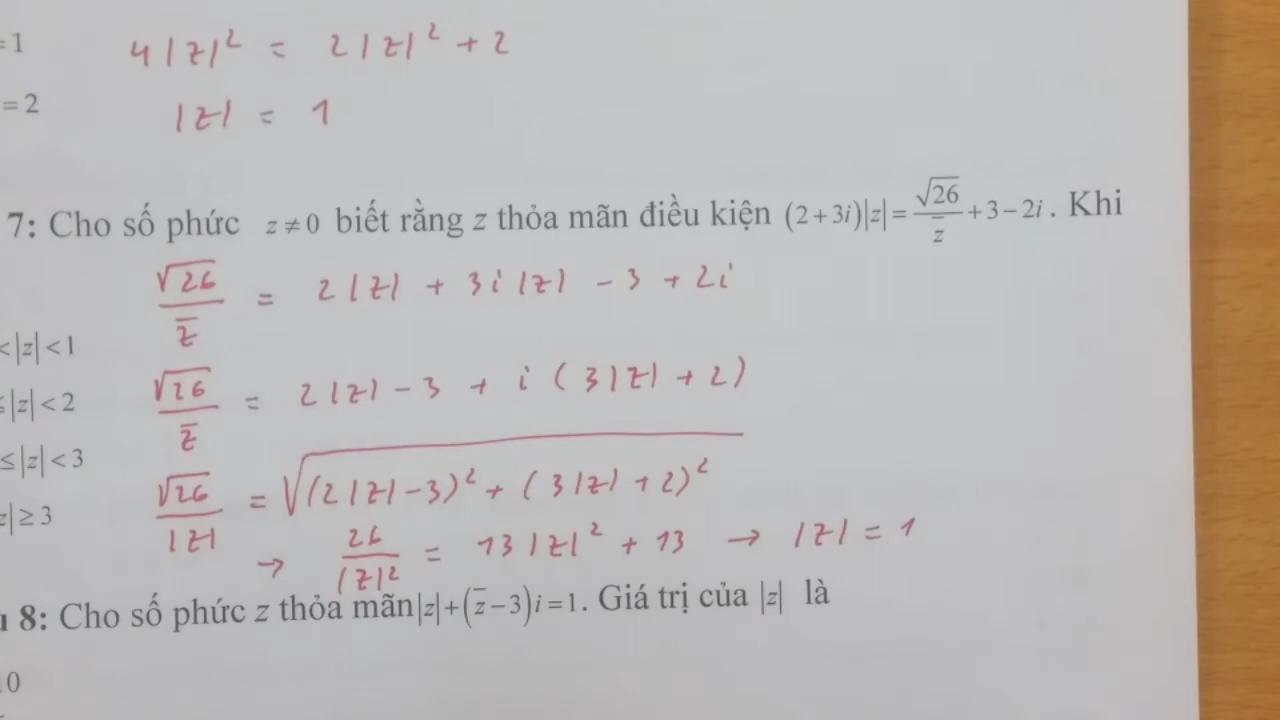 =1
4|z|² = 2|z|² + 2
=2
|z| = 1
7: Cho số phức z≠0 biết rằng z thỏa mãn điều kiện (2+3i)|z|=√26/z̄+3−2i. Khi
√26/z̄ = 2|z| + 3i|z| − 3 + 2i
<|z|<1
√26/z̄ = 2|z| − 3 + i(3|z| + 2)
≤|z|<2
≤|z|<3
√26/|z| = √((2|z|−3)² + (3|z|+2)²)
z|≥3
→ 26/|z|² = 13|z|² + 13 → |z| = 1
8: Cho số phức z thỏa mãn|z|+(z̄−3)i=1. Giá trị của |z| là
0